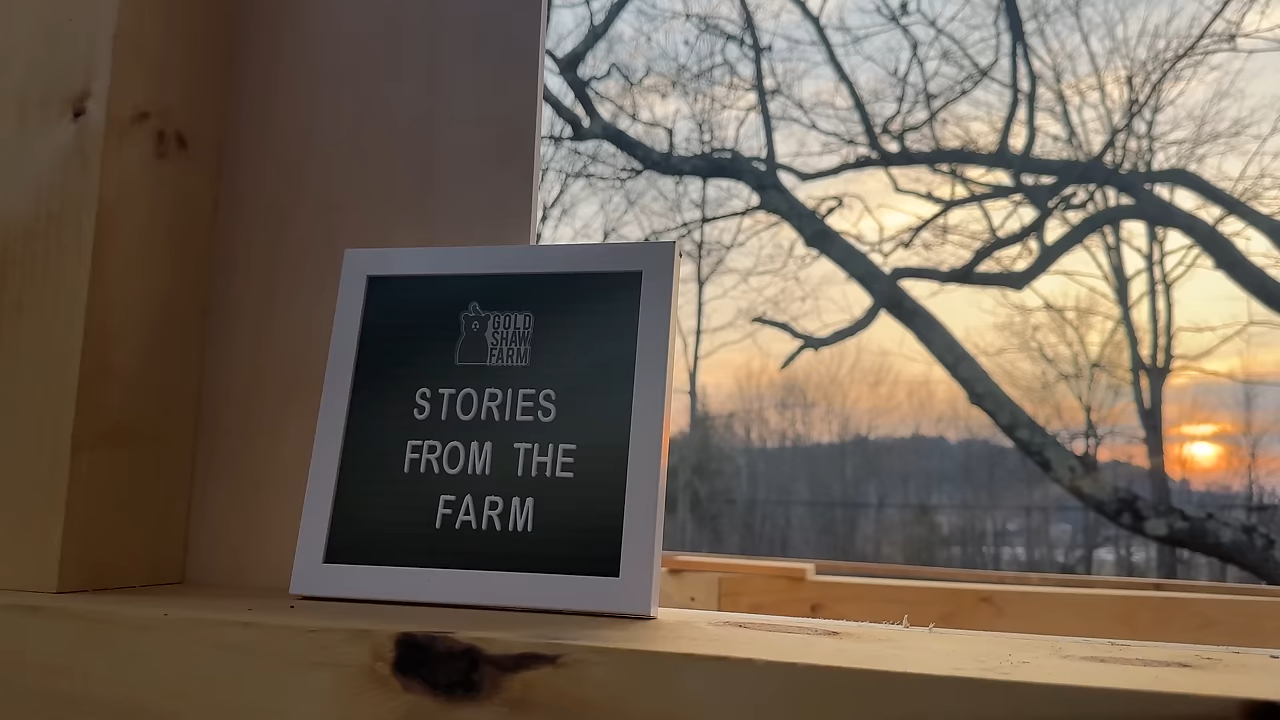 GOLD
SHAW
FARM
STORIES
FROM THE
FARM